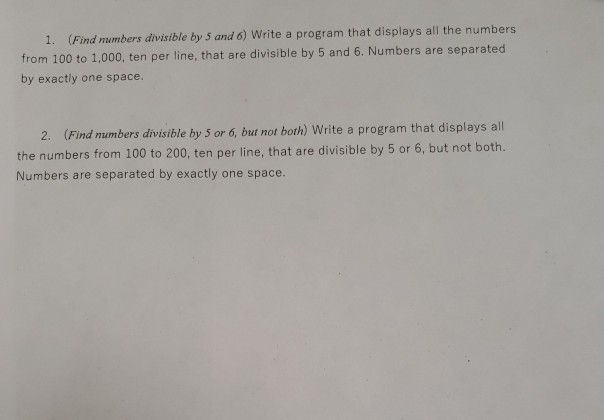 1. (Find numbers divisible by 5 and 6) Write a program that displays all the numbers
from 100 to 1,000, ten per line, that are divisible by 5 and 6. Numbers are separated
by exactly one space.
2. (Find numbers divisible by 5 or 6, but not both) Write a program that displays all
the numbers from 100 to 200, ten per line, that are divisible by 5 or 6, but not both.
Numbers are separated by exactly one space.